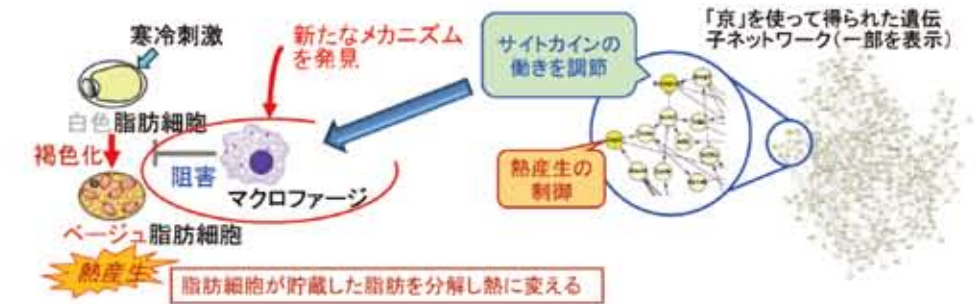 寒冷刺激
白色脂肪細胞
褐色化
ベージュ脂肪細胞
熱産生
阻害
マクロファージ
新たなメカニズム
を発見
サイトカインの
働きを調節
熱産生の
制御
「京」を使って得られた遺伝
子ネットワーク(一部を表示)
脂肪細胞が貯蔵した脂肪を分解し熱に変える